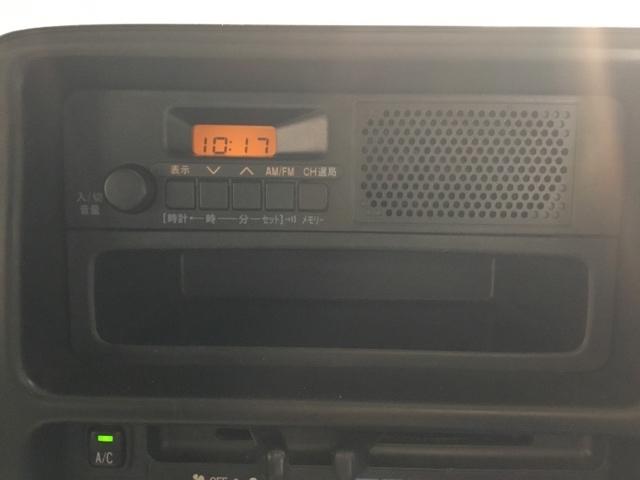 10:17
表示 AM/FM CH選局
入/切
音量
[時計 ← 時 分 セット] メモリー
A/C
OFF